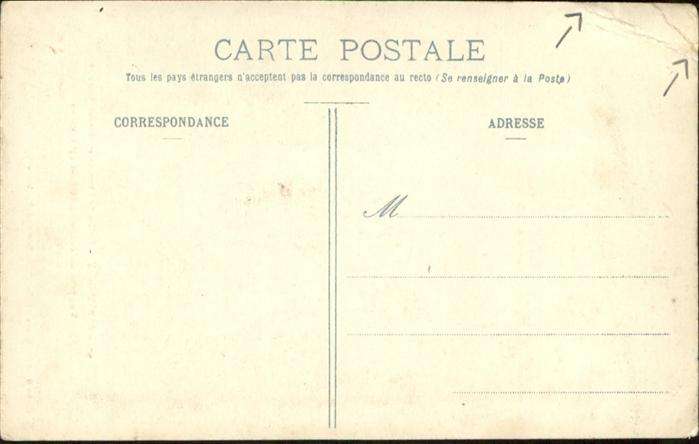 CARTE POSTALE
Tous les pays étrangers n'acceptent pas la correspondance au recto (Se renseigner à la Poste)
CORRESPONDANCE
ADRESSE
M